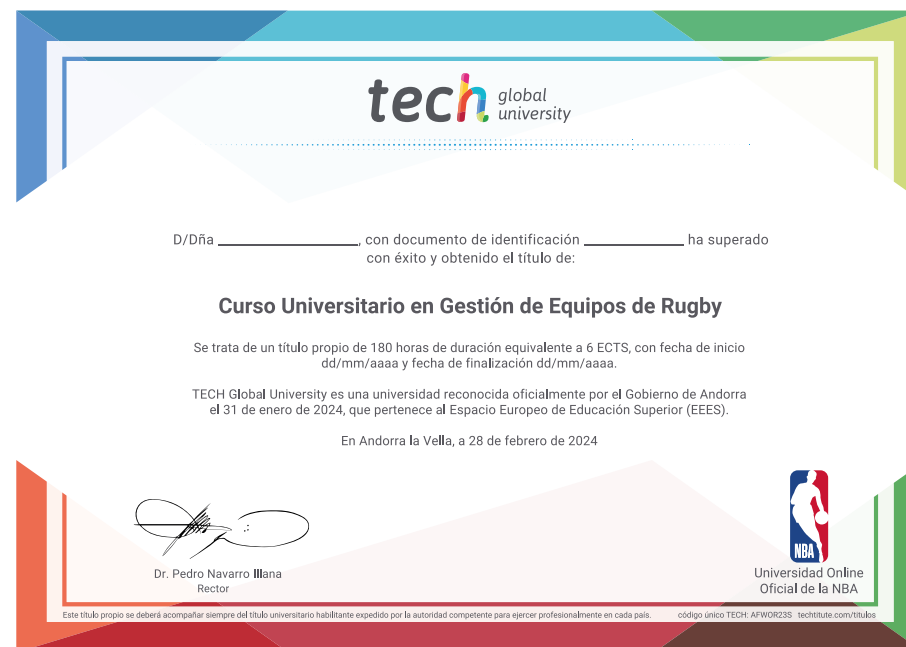 tech global university
D/Dña ____________________, con documento de identificación ______________ ha superado
con éxito y obtenido el título de:
Curso Universitario en Gestión de Equipos de Rugby
Se trata de un título propio de 180 horas de duración equivalente a 6 ECTS, con fecha de inicio
dd/mm/aaaa y fecha de finalización dd/mm/aaaa.
TECH Global University es una universidad reconocida oficialmente por el Gobierno de Andorra
el 31 de enero de 2024, que pertenece al Espacio Europeo de Educación Superior (EEES).
En Andorra la Vella, a 28 de febrero de 2024
Dr. Pedro Navarro Illana
Rector
NBA
Universidad Online
Oficial de la NBA
Este título propio se deberá acompañar siempre del título universitario habilitante expedido por la autoridad competente para ejercer profesionalmente en cada país.
código único TECH: AFWOR23S techtitute.com/titulos